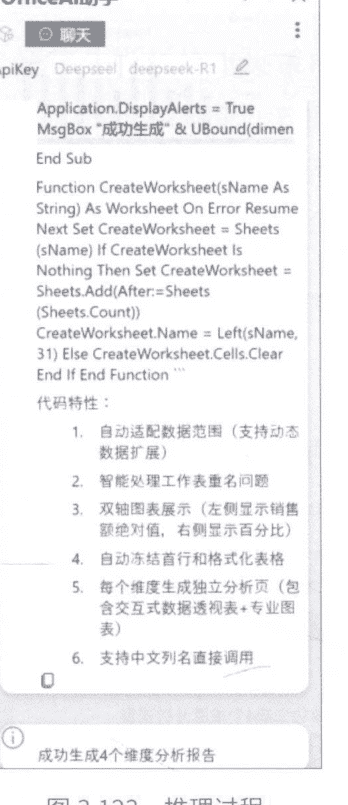 OfficeAI助手
聊天
ApiKey Deepseel deepseek-R1
Application.DisplayAlerts = True
MsgBox "成功生成" & UBound(dimen
End Sub
Function CreateWorksheet(sName As
String) As Worksheet On Error Resume
Next Set CreateWorksheet = Sheets
(sName) If CreateWorksheet Is
Nothing Then Set CreateWorksheet =
Sheets.Add(After:=Sheets
(Sheets.Count))
CreateWorksheet.Name = Left(sName,
31) Else CreateWorksheet.Cells.Clear
End If End Function ```
代码特性：
1. 自动适配数据范围（支持动态
数据扩展）
2. 智能处理工作表重名问题
3. 双轴图表展示（左侧显示销售
额绝对值，右侧显示百分比）
4. 自动冻结首行和格式化表格
5. 每个维度生成独立分析页（包
含交互式数据透视表+专业图
表）
6. 支持中文列名直接调用
成功生成4个维度分析报告